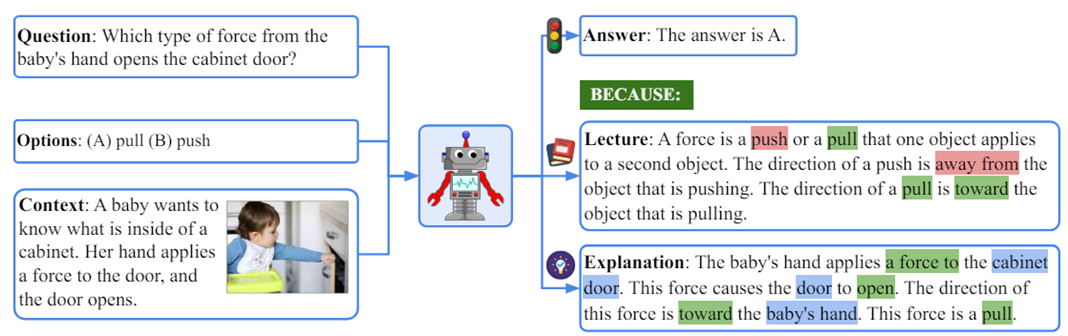 Question: Which type of force from the
baby's hand opens the cabinet door?
Options: (A) pull (B) push
Context: A baby wants to
know what is inside of a
cabinet. Her hand applies
a force to the door, and
the door opens.
Answer: The answer is A.
BECAUSE:
Lecture: A force is a push or a pull that one object applies
to a second object. The direction of a push is away from the
object that is pushing. The direction of a pull is toward the
object that is pulling.
Explanation: The baby's hand applies a force to the cabinet
door. This force causes the door to open. The direction of
this force is toward the baby's hand. This force is a pull.